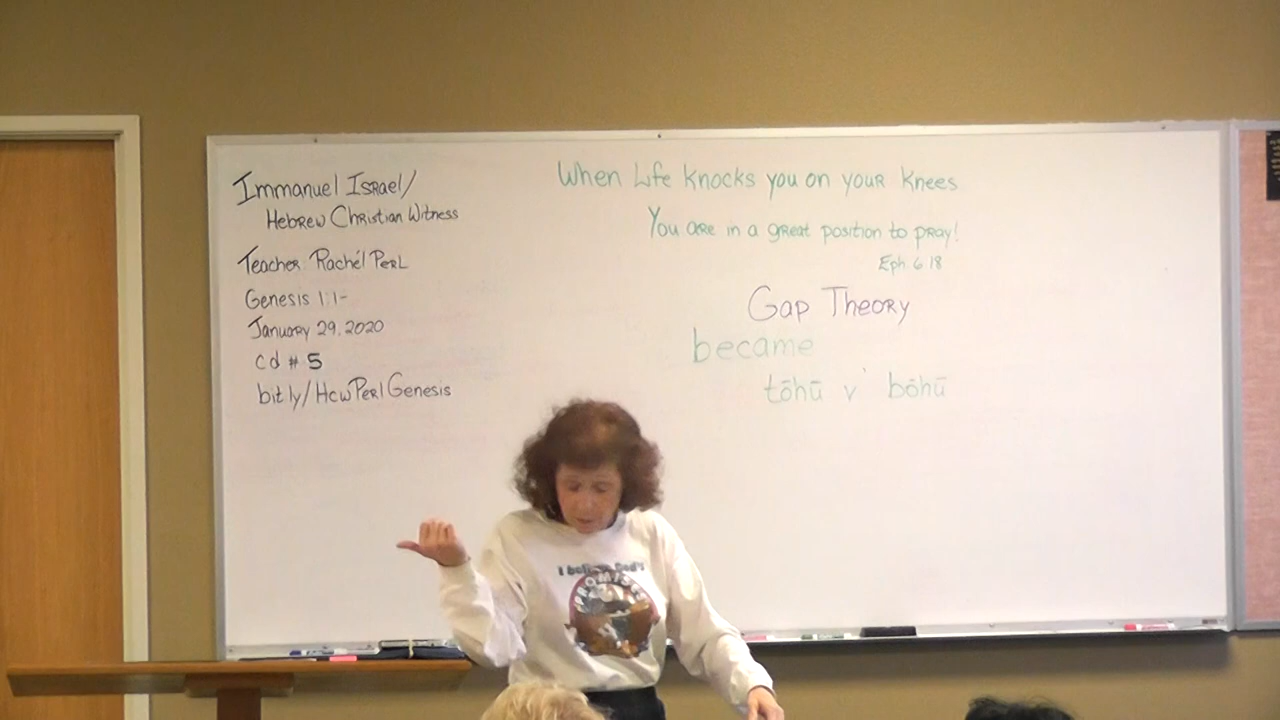 Immanuel Israel/
Hebrew Christian Witness
Teacher: Rachél Perl
Genesis 1:1-
January 29, 2020
cd # 5
bit.ly/HcwPerlGenesis
When Life Knocks you on your Knees
You are in a great position to pray!
Eph. 6:18
Gap Theory
became
tōhū v' bōhū
I believe God's
PROMISES